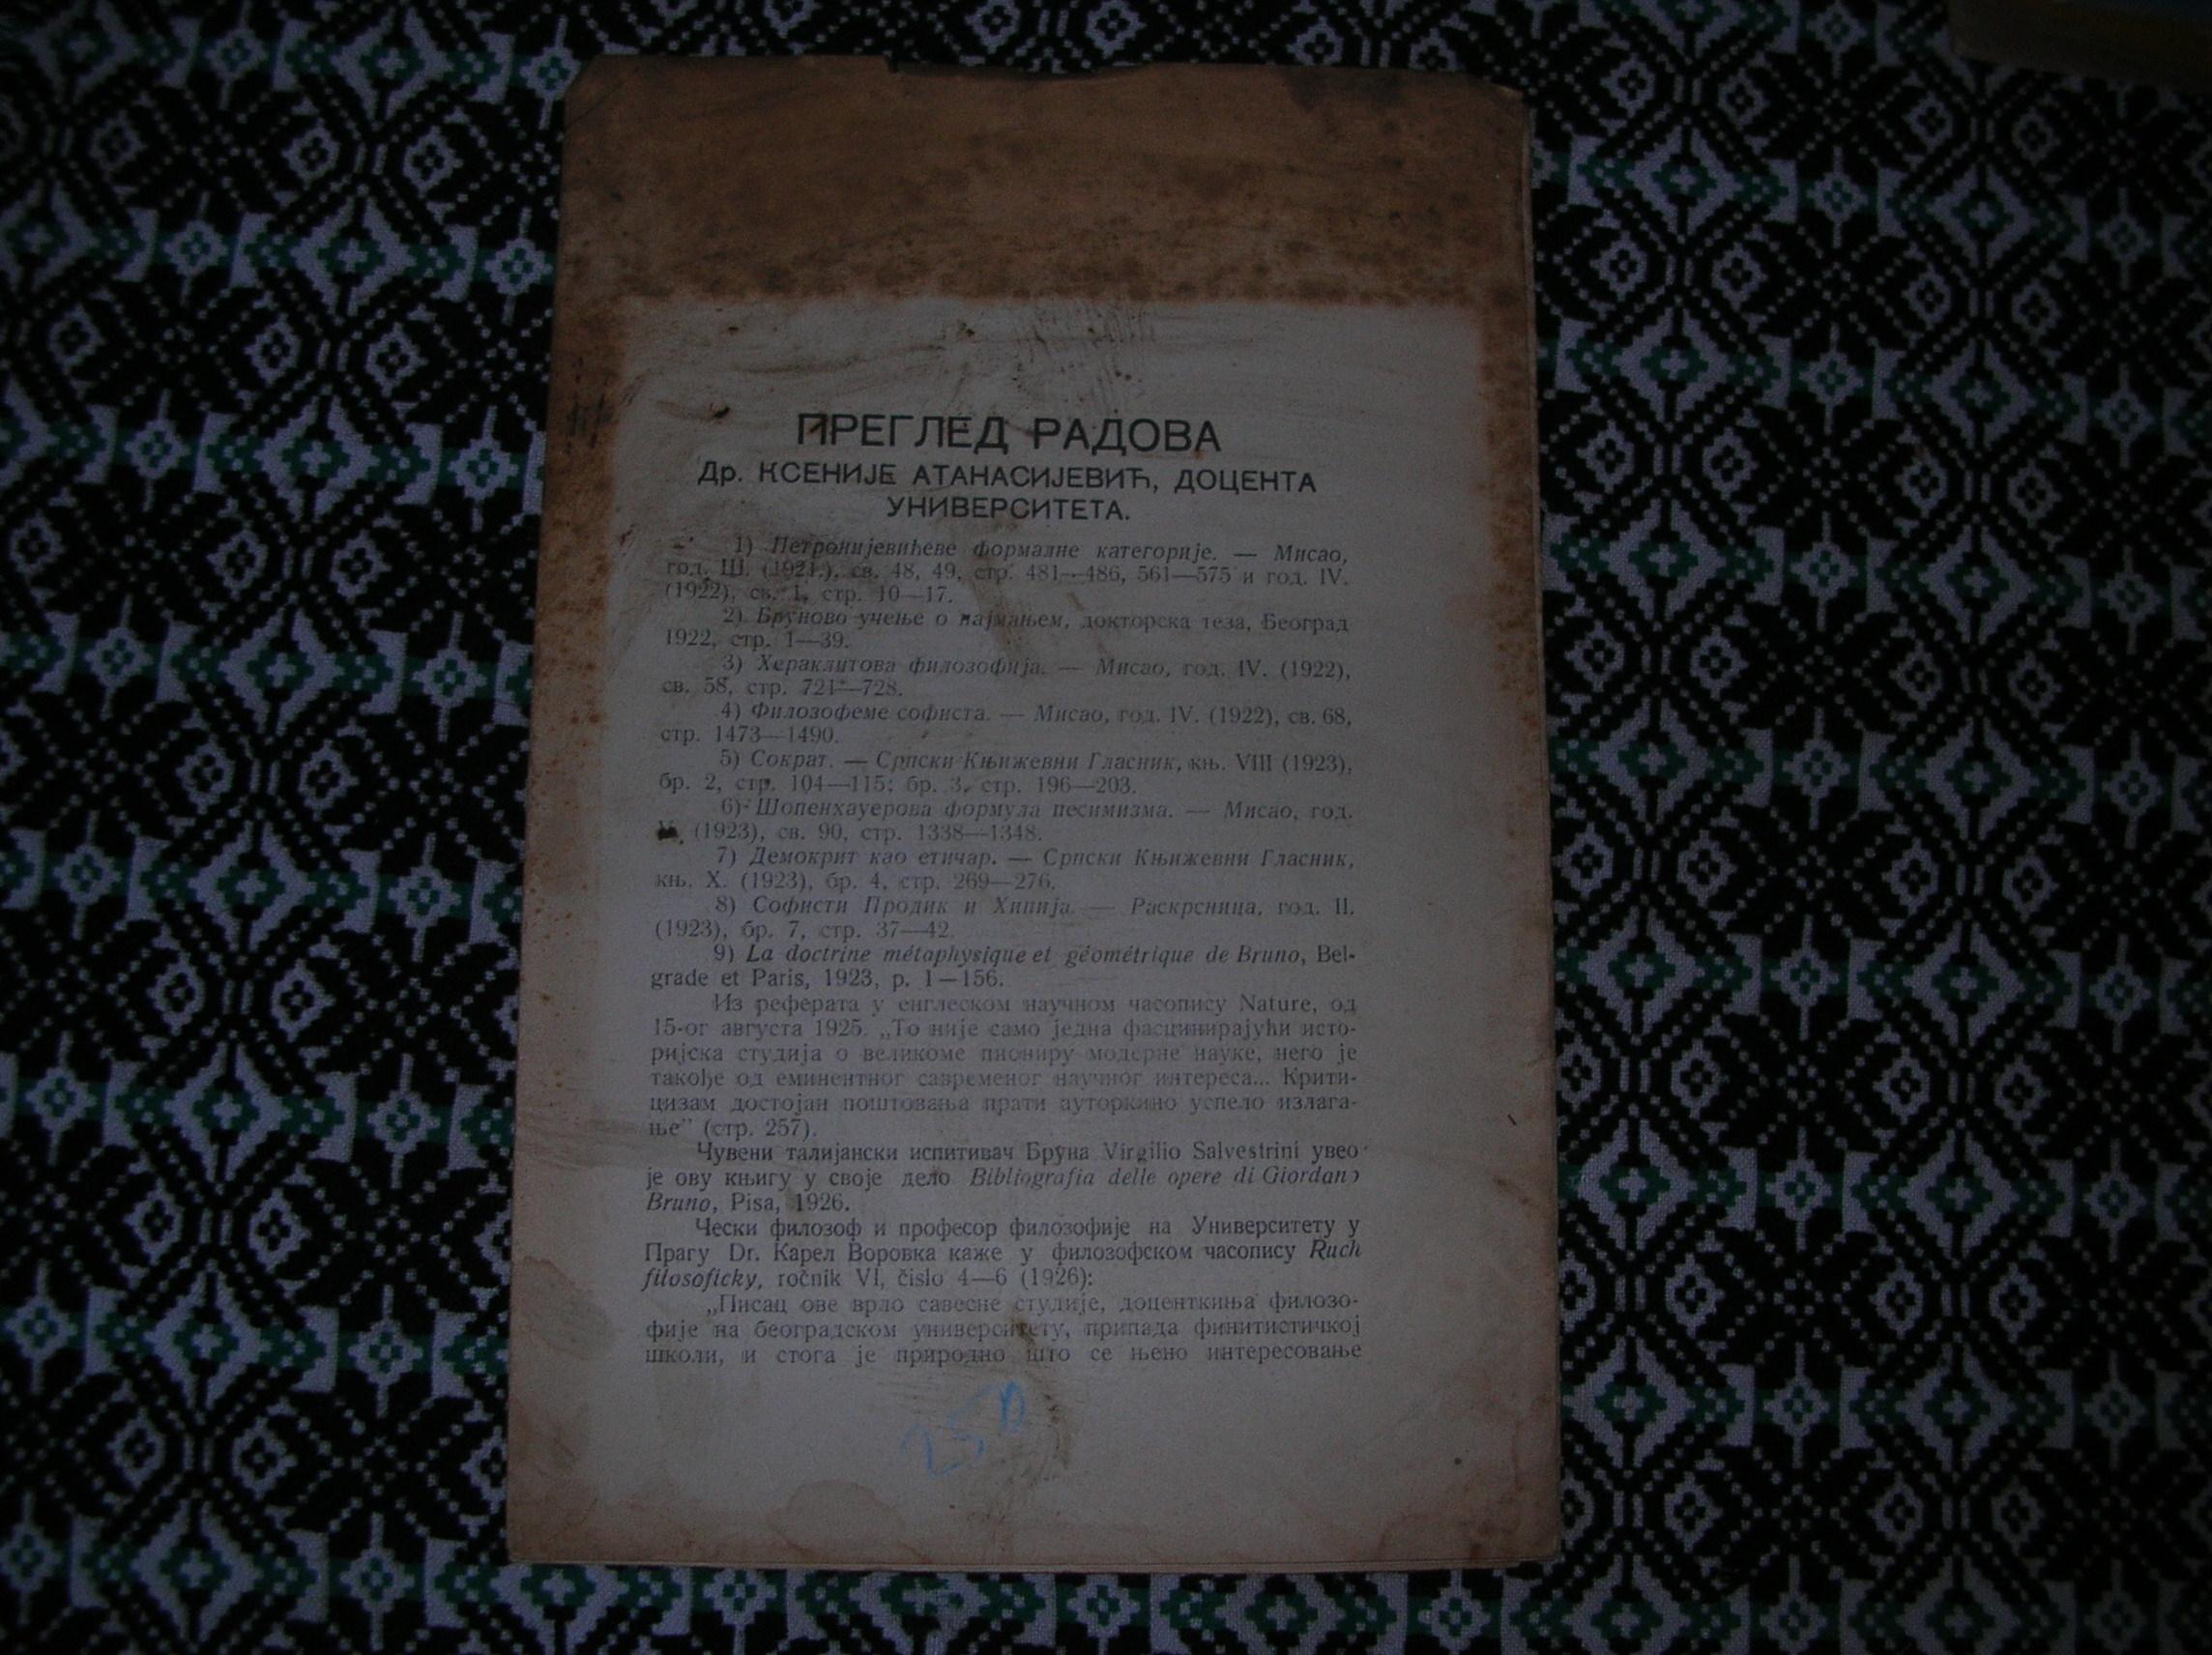 ПРЕГЛЕД РАДОВА
Др. КСЕНИЈЕ АТАНАСИЈЕВИЋ, ДОЦЕНТА
УНИВЕРСИТЕТА.
1) Петронијевићеве формалне категорије. — Мисао,
год. III. (1921.), св. 48, 49, стр. 481—486, 561—575 и год. IV.
(1922), св. 1, стр. 10—17.
2) Бруново учење о најмањем, докторска теза, Београд
1922, стр. 1—39.
3) Хераклитова филозофија. — Мисао, год. IV. (1922),
св. 58, стр. 721—728.
4) Филозофеме софиста. — Мисао, год. IV. (1922), св. 68,
стр. 1473—1490.
5) Сократ. — Српски Књижевни Гласник, књ. VIII (1923),
бр. 2, стр. 104—115; бр. 3, стр. 196—203.
6) Шопенхауерова формула песимизма. — Мисао, год.
(1923), св. 90, стр. 1338—1348.
7) Демокрит као етичар. — Српски Књижевни Гласник,
књ. X. (1923), бр. 4, стр. 269—276.
8) Софисти Продик и Хипија. — Раскрсница, год. II.
(1923), бр. 7, стр. 37—42.
9) La doctrine métaphysique et géométrique de Bruno, Bel-
grade et Paris, 1923, p. 1—156.
Из реферата у енглеском научном часопису Nature, од
15-ог августа 1925. „То није само једна фасцинирајући исто-
ријска студија о великоме пиониру модерне науке, него је
такође од еминентног савременог научног интереса... Крити-
цизам достојан поштовања прати ауторкино успело излага-
ње" (стр. 257).
Чувени талијански испитивач Бруна Virgilio Salvestrini увео
је ову књигу у своје дело Bibliografia delle opere di Giordano
Bruno, Pisa, 1926.
Чески филозоф и професор филозофије на Университету у
Прагу Dr. Карел Воровка каже у филозофском часопису Ruch
filosoficky, ročnik VI, čislo 4—6 (1926):
„Писац ове врло савесне студије, доценткиња филозо-
фије на београдском университету, припада финитистичкој
школи, и стога је природно што се њено интересовање
250